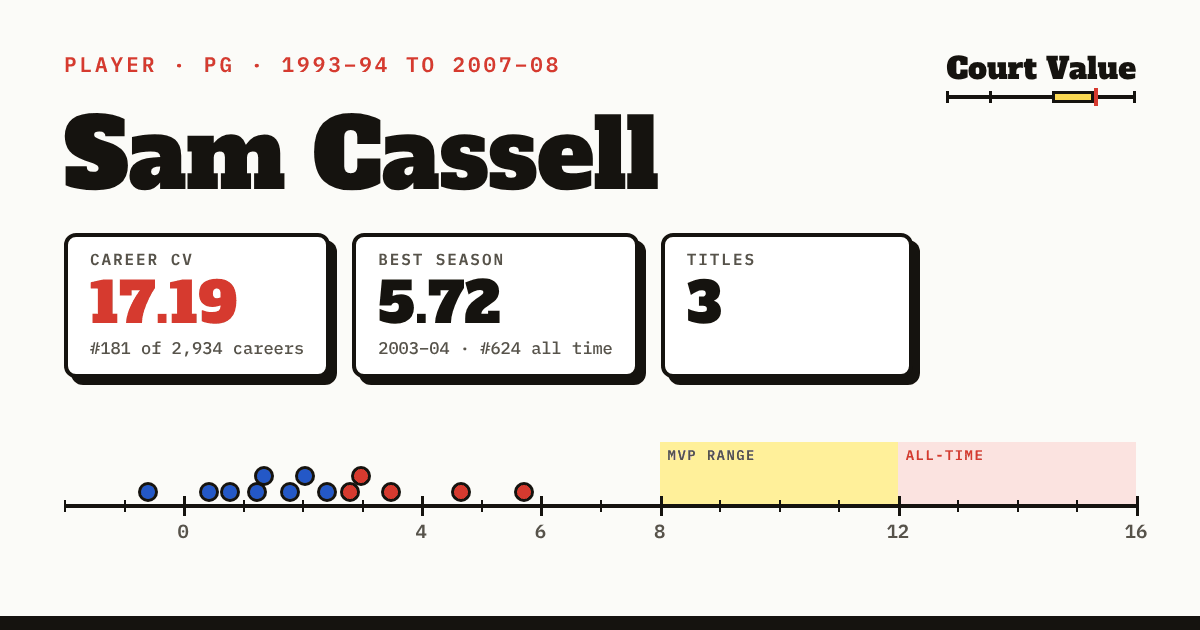 PLAYER · PG · 1993–94 TO 2007–08
Court Value
Sam Cassell
CAREER CV
17.19
#181 of 2,934 careers
BEST SEASON
5.72
2003–04 · #624 all time
TITLES
3
MVP RANGE
ALL-TIME
0 4 6 8 12 16